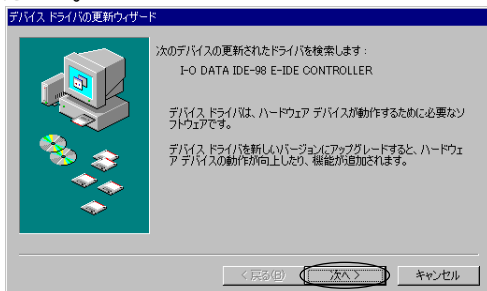 デバイス ドライバの更新ウィザード
次のデバイスの更新されたドライバを検索します:
I-O DATA IDE-98 E-IDE CONTROLLER
デバイス ドライバは、ハードウェア デバイスが動作するために必要なソ
フトウェアです。
デバイス ドライバを新しいバージョンにアップグレードすると、ハードウェ
ア デバイスの動作が向上したり、機能が追加されます。
< 戻る(B) 次へ > キャンセル